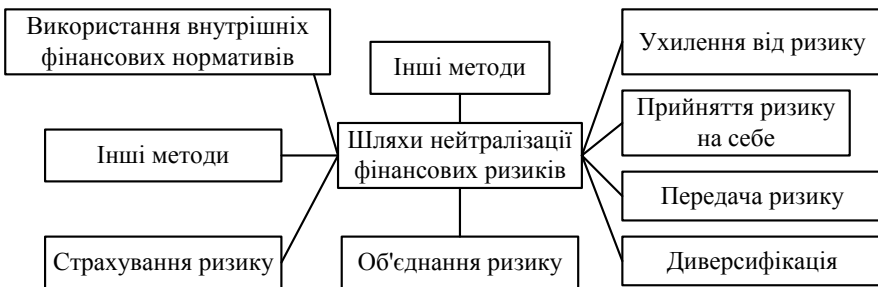 Використання внутрішніх
фінансових нормативів
Інші методи
Ухилення від ризику
Прийняття ризику
на себе
Шляхи нейтралізації
фінансових ризиків
Інші методи
Передача ризику
Страхування ризику
Об'єднання ризику
Диверсифікація